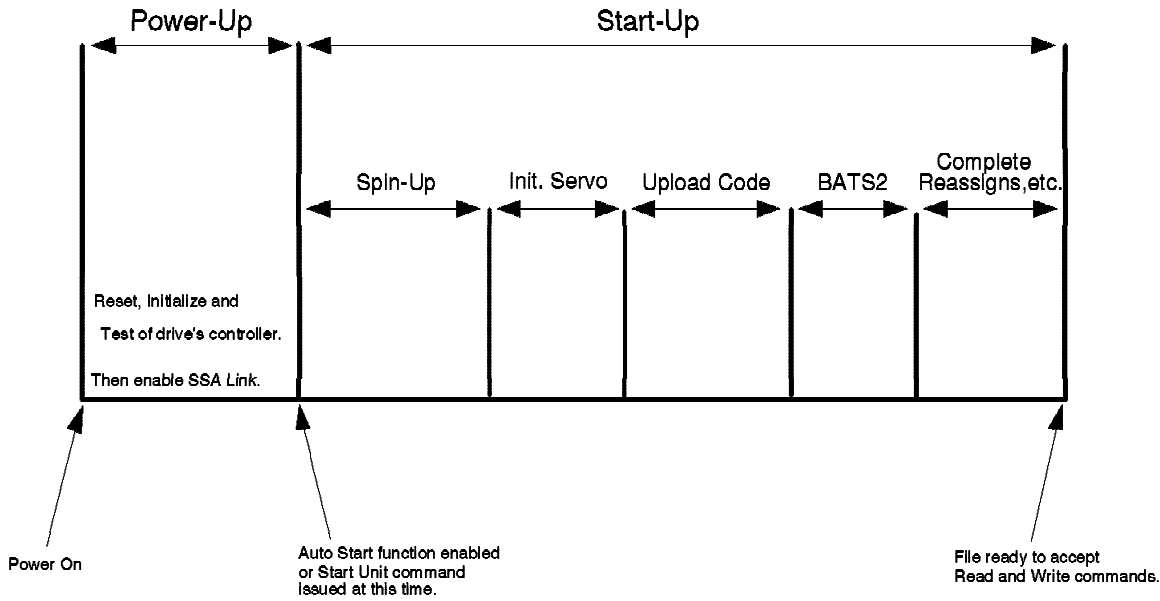 Power-Up
Start-Up
Spin-Up
Init. Servo
Upload Code
BATS2
Complete
Reassigns,etc.
Reset, Initialize and
Test of drive's controller.
Then enable SSA Link.
Power On
Auto Start function enabled
or Start Unit command
issued at this time.
File ready to accept
Read and Write commands.